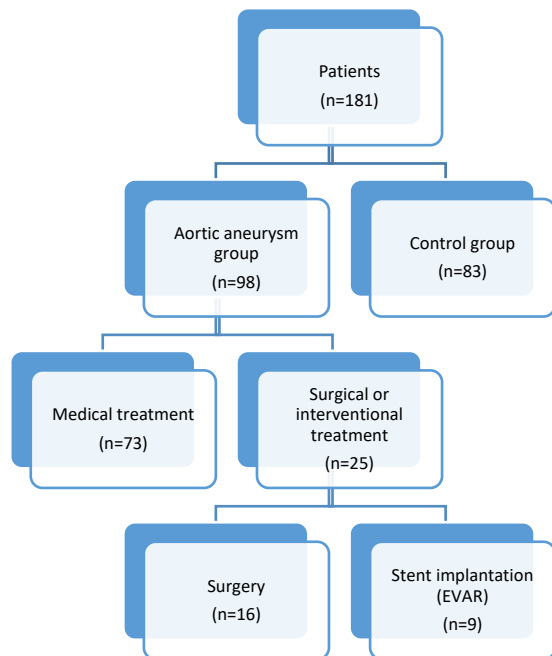 Patients
(n=181)
Aortic aneurysm
group
(n=98)
Control group
(n=83)
Medical treatment
(n=73)
Surgical or
interventional
treatment
(n=25)
Surgery
(n=16)
Stent implantation
(EVAR)
(n=9)